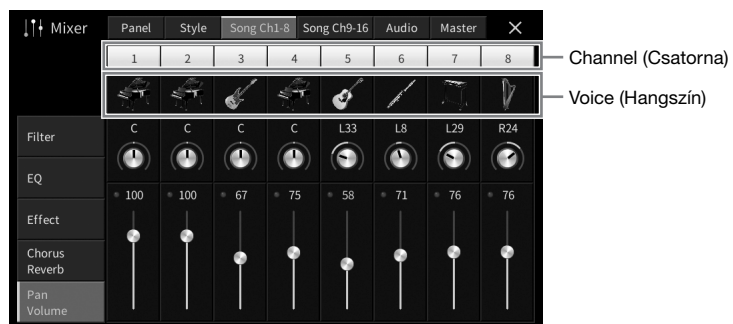 Mixer Panel Style Song Ch1-8 Song Ch9-16 Audio Master
1 2 3 4 5 6 7 8 Channel (Csatorna)
Voice (Hangszín)
Filter C C C C L33 L8 L29 R24
EQ
100 100 67 75 58 71 76 76
Effect
Chorus
Reverb
Pan
Volume